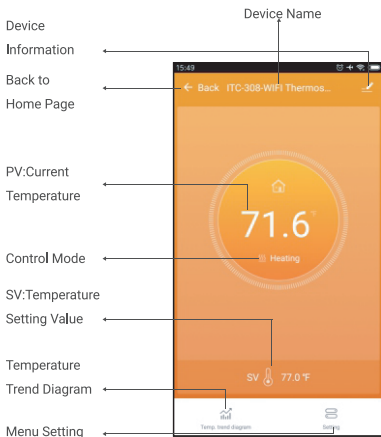 Device Name
Device
Information
Back to
Home Page
15:49
Back ITC-308-WIFI Thermos...
PV:Current
Temperature
71.6°
Control Mode
Heating
SV:Temperature
Setting Value
SV 77.0 °F
Temperature
Trend Diagram
Temp. trend diagram
Setting
Menu Setting